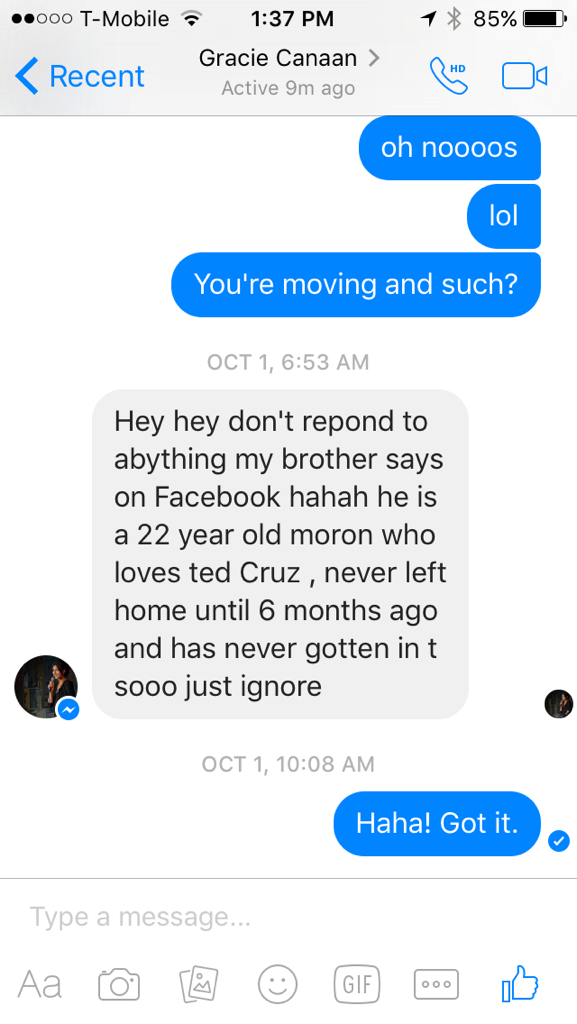 T-Mobile 1:37 PM 85%
Recent Gracie Canaan HD
Active 9m ago
oh noooos
lol
You're moving and such?
OCT 1, 6:53 AM
Hey hey don't repond to
abything my brother says
on Facebook hahah he is
a 22 year old moron who
loves ted Cruz , never left
home until 6 months ago
and has never gotten in t
sooo just ignore
OCT 1, 10:08 AM
Haha! Got it.
Type a message...
Aa GIF